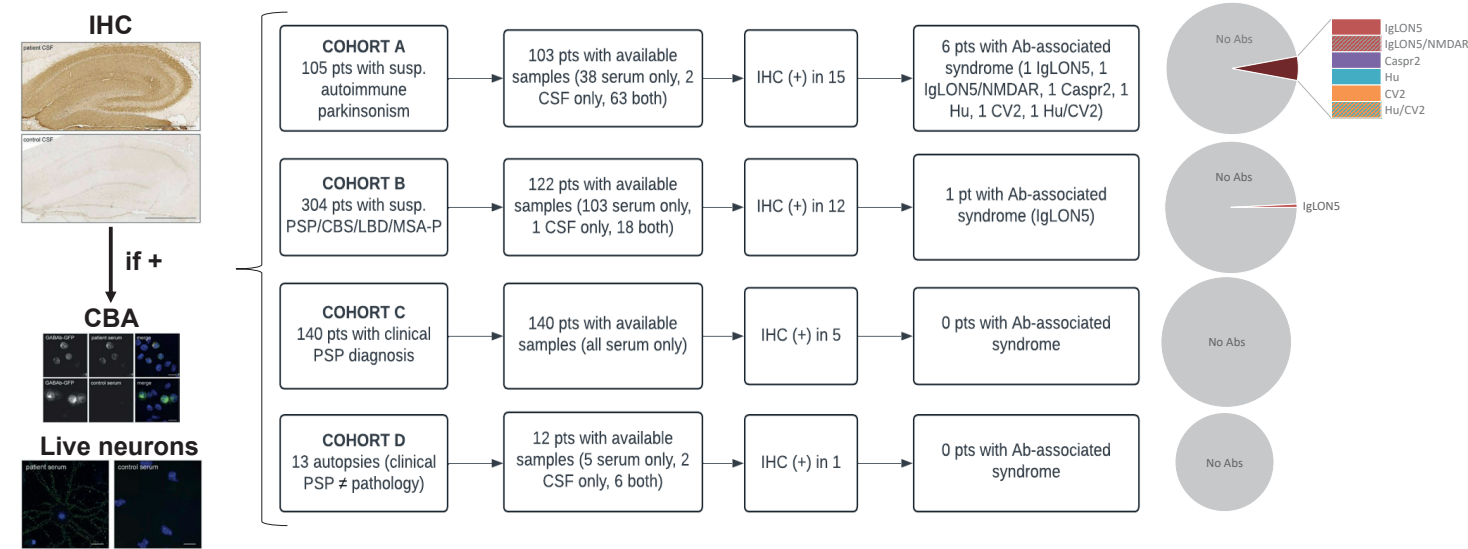 IHC
patient CSF
control CSF
if +
CBA
GABAb-GFP
patient serum
merge
GABAb-GFP
control serum
merge
Live neurons
patient serum
control serum
COHORT A
105 pts with susp.
autoimmune
parkinsonism
103 pts with available
samples (38 serum only, 2
CSF only, 63 both)
IHC (+) in 15
6 pts with Ab-associated
syndrome (1 IgLON5, 1
IgLON5/NMDAR, 1 Caspr2, 1
Hu, 1 CV2, 1 Hu/CV2)
No Abs
IgLON5
IgLON5/NMDAR
Caspr2
Hu
CV2
Hu/CV2
COHORT B
304 pts with susp.
PSP/CBS/LBD/MSA-P
122 pts with available
samples (103 serum only,
1 CSF only, 18 both)
IHC (+) in 12
1 pt with Ab-associated
syndrome (IgLON5)
No Abs
IgLON5
COHORT C
140 pts with clinical
PSP diagnosis
140 pts with available
samples (all serum only)
IHC (+) in 5
0 pts with Ab-associated
syndrome
No Abs
COHORT D
13 autopsies (clinical
PSP ≠ pathology)
12 pts with available
samples (5 serum only, 2
CSF only, 6 both)
IHC (+) in 1
0 pts with Ab-associated
syndrome
No Abs